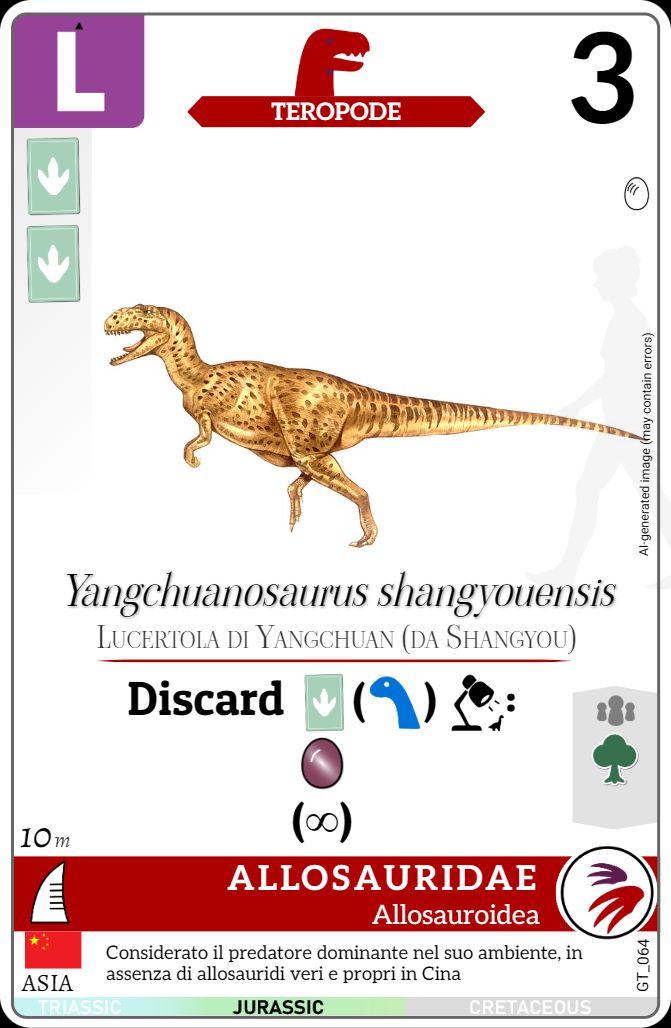 L
TEROPODE
3
AI-generated image (may contain errors)
Yangchuanosaurus shangyouensis
Lucertola di Yangchuan (da Shangyou)
Discard ( ) :
(∞)
10 m
ALLOSAURIDAE
Allosauroidea
ASIA
Considerato il predatore dominante nel suo ambiente, in
assenza di allosauridi veri e propri in Cina
GT_064
TRIASSIC JURASSIC CRETACEOUS